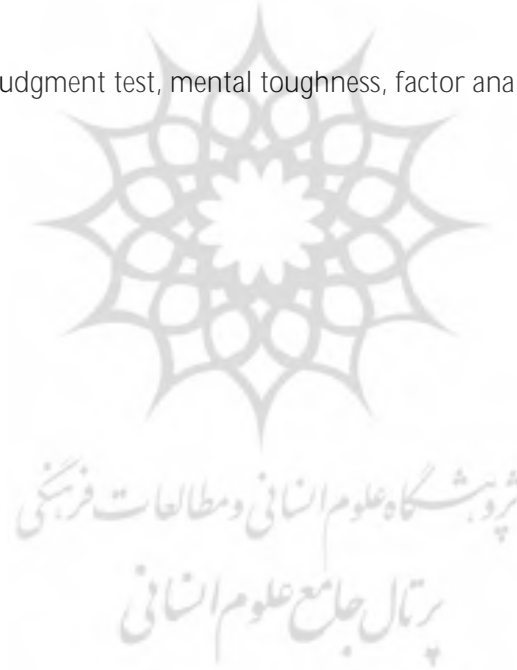 udgment test, mental toughness, factor ana
پژوهشگاه علوم انسانی و مطالعات فرهنگی
پرتال جامع علوم انسانی